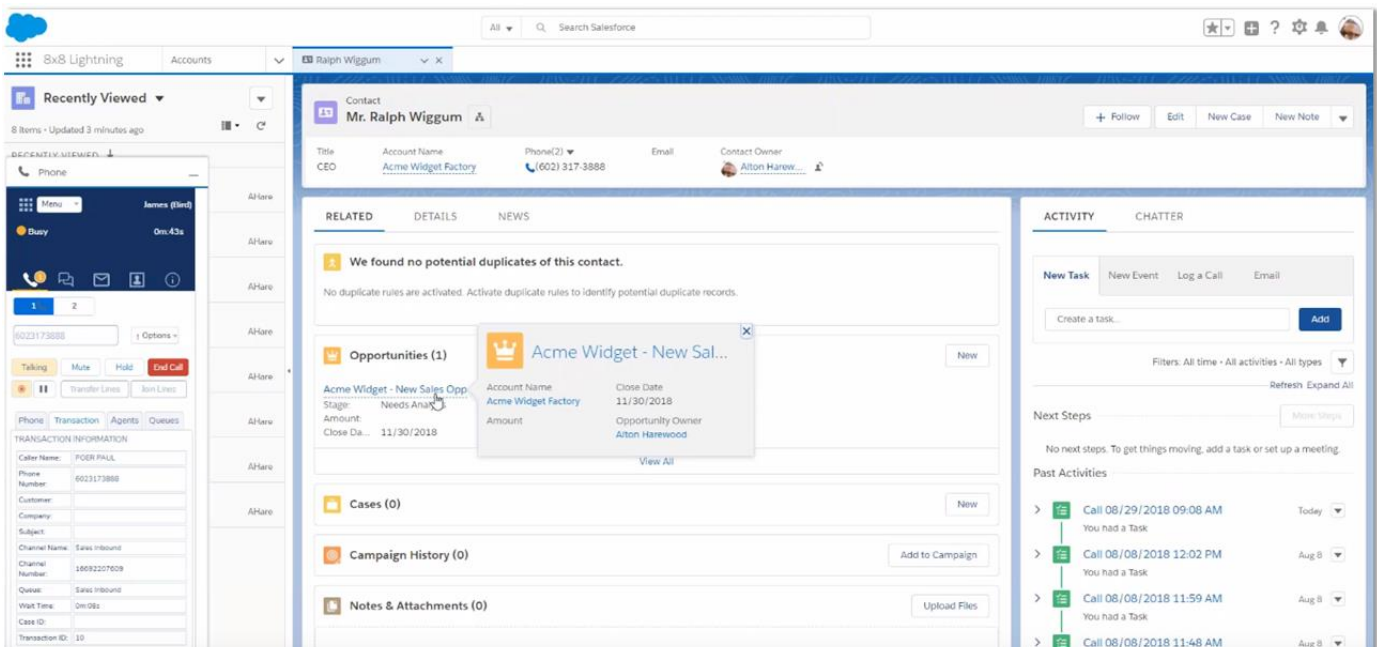 All
Search Salesforce
8x8 Lightning
Accounts
Ralph Wiggum
Recently Viewed
8 items • Updated 3 minutes ago
RECENTLY VIEWED
Phone
Menu
James (Bird)
Busy
0m:43s
1
1
2
6023173888
Options
Talking
Mute
Hold
End Call
Transfer Lines
Join Lines
Phone
Transaction
Agents
Queues
TRANSACTION INFORMATION
Caller Name: POER PAUL
Phone Number: 6023173888
Customer:
Company:
Subject:
Channel Name: Sales Inbound
Channel Number: 16692207609
Queue: Sales Inbound
Wait Time: 0m:08s
Case ID:
Transaction ID: 10
AHare
AHare
AHare
AHare
AHare
AHare
AHare
AHare
Contact
Mr. Ralph Wiggum
+ Follow
Edit
New Case
New Note
Title
Account Name
Phone(2)
Email
Contact Owner
CEO
Acme Widget Factory
(602) 317-3888
Alton Harew...
RELATED
DETAILS
NEWS
We found no potential duplicates of this contact.
No duplicate rules are activated. Activate duplicate rules to identify potential duplicate records.
Opportunities (1)
New
Acme Widget - New Sales Opp
Stage: Needs Ana
Amount:
Close Da... 11/30/2018
View All
Acme Widget - New Sal...
Account Name
Close Date
Acme Widget Factory
11/30/2018
Amount
Opportunity Owner
Alton Harewood
Cases (0)
New
Campaign History (0)
Add to Campaign
Notes & Attachments (0)
Upload Files
ACTIVITY
CHATTER
New Task
New Event
Log a Call
Email
Create a task...
Add
Filters: All time • All activities • All types
Refresh Expand All
Next Steps
More Steps
No next steps. To get things moving, add a task or set up a meeting.
Past Activities
Call 08/29/2018 09:08 AM
Today
You had a Task
Call 08/08/2018 12:02 PM
Aug 8
You had a Task
Call 08/08/2018 11:59 AM
Aug 8
You had a Task
Call 08/08/2018 11:48 AM
Aug 8